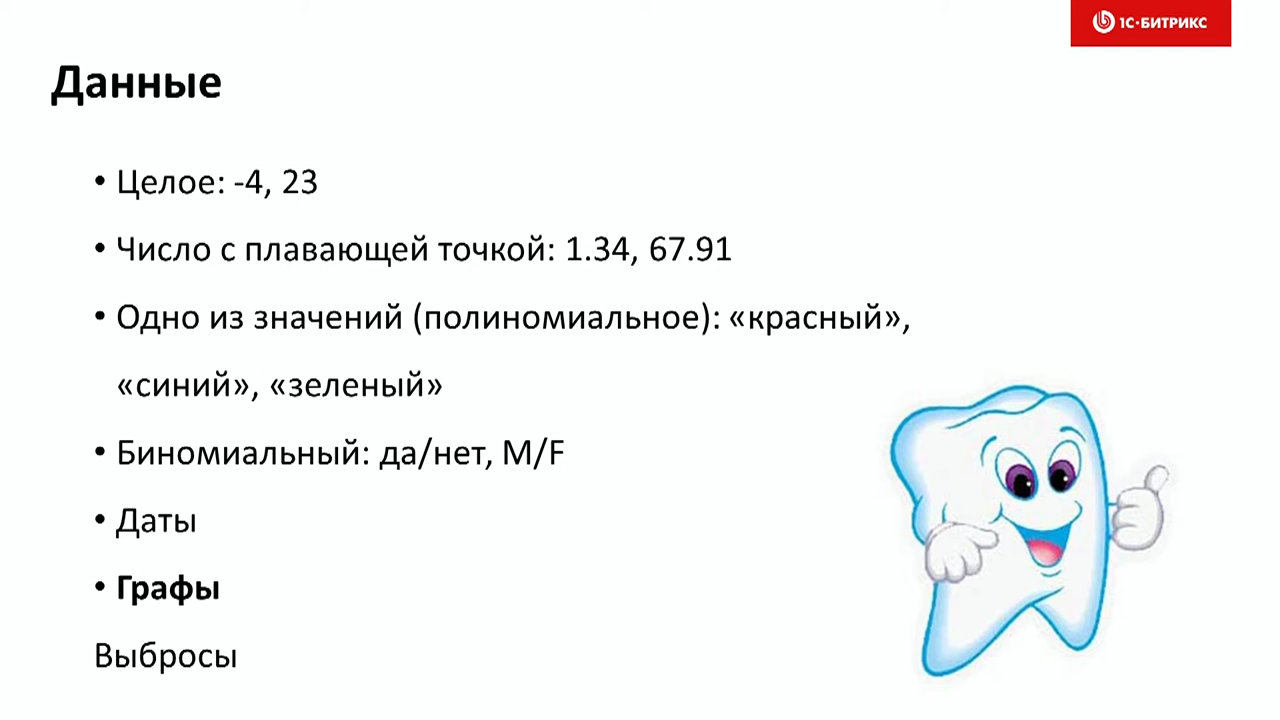 1С-БИТРИКС
Данные
• Целое: -4, 23
• Число с плавающей точкой: 1.34, 67.91
• Одно из значений (полиномиальное): «красный»,
«синий», «зеленый»
• Биномиальный: да/нет, M/F
• Даты
• Графы
Выбросы